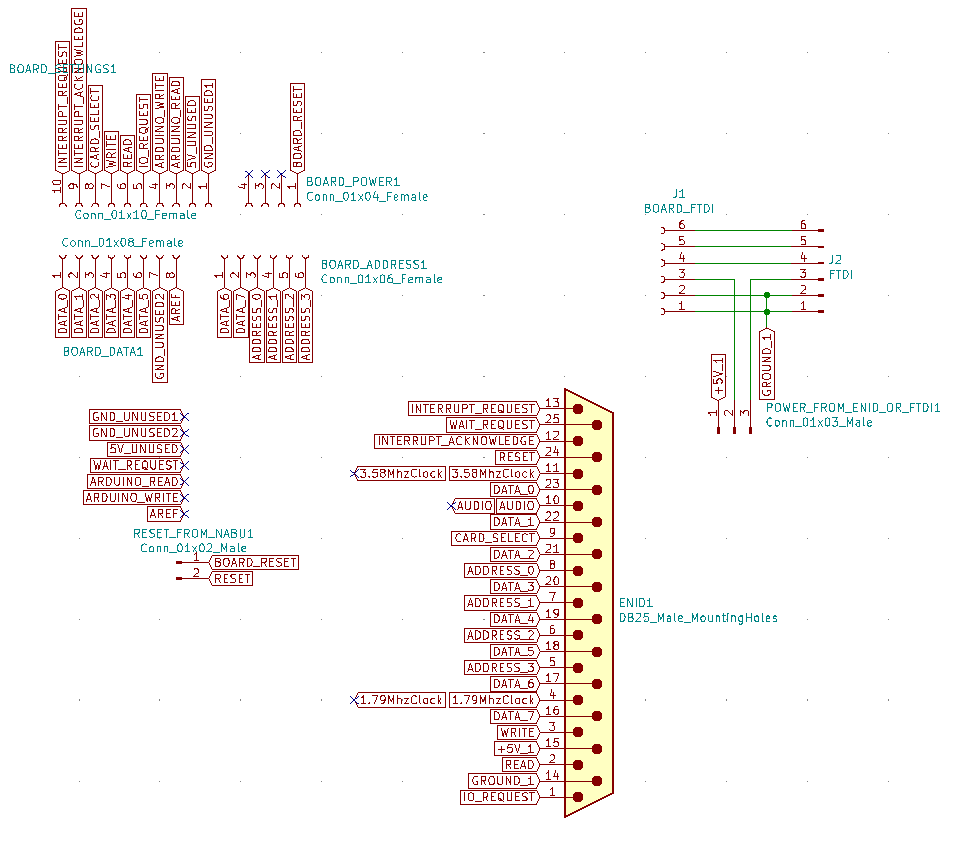 BOARD_SETTINGS1
INTERRUPT_REQUEST
INTERRUPT_ACKNOWLEDGE
CARD_SELECT
WRITE
READ
IO_REQUEST
ARDUINO_WRITE
ARDUINO_READ
5V_UNUSED
GND_UNUSED1
10 9 8 7 6 5 4 3 2 1
Conn_01x10_Female
BOARD_RESET
4 3 2 1
BOARD_POWER1
Conn_01x04_Female
Conn_01x08_Female
1 2 3 4 5 6 7 8
DATA_0
DATA_1
DATA_2
DATA_3
DATA_4
DATA_5
GND_UNUSED2
AREF
BOARD_DATA1
1 2 3 4 5 6
DATA_6
DATA_7
ADDRESS_0
ADDRESS_1
ADDRESS_2
ADDRESS_3
BOARD_ADDRESS1
Conn_01x06_Female
J1
BOARD_FTDI
6 6
5 5
4 4
3 3
2 2
1 1
J2
FTDI
+5V_1
GROUND_1
1 2 3
POWER_FROM_ENID_OR_FTDI1
Conn_01x03_Male
GND_UNUSED1
GND_UNUSED2
5V_UNUSED
WAIT_REQUEST
ARDUINO_READ
ARDUINO_WRITE
AREF
RESET_FROM_NABU1
Conn_01x02_Male
1 BOARD_RESET
2 RESET
INTERRUPT_REQUEST 13
WAIT_REQUEST 25
INTERRUPT_ACKNOWLEDGE 12
RESET 24
3.58MhzClock 3.58MhzClock 11
DATA_0 23
AUDIO AUDIO 10
DATA_1 22
CARD_SELECT 9
DATA_2 21
ADDRESS_0 8
DATA_3 20
ADDRESS_1 7
DATA_4 19
ADDRESS_2 6
DATA_5 18
ADDRESS_3 5
DATA_6 17
1.79MhzClock 1.79MhzClock 4
DATA_7 16
WRITE 3
+5V_1 15
READ 2
GROUND_1 14
IO_REQUEST 1
ENID1
DB25_Male_MountingHoles